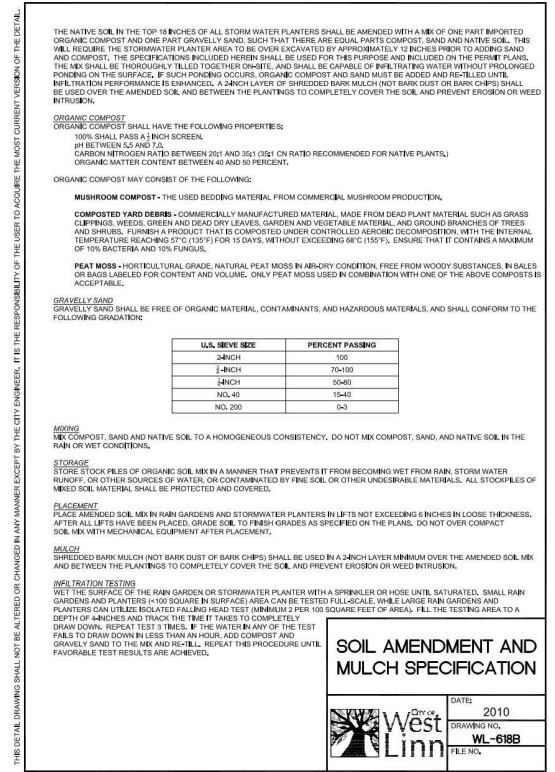 THE NATIVE SOIL IN THE TOP 18 INCHES OF ALL STORM WATER PLANTERS SHALL BE AMENDED WITH A MIX OF ONE PART IMPORTED
ORGANIC COMPOST AND ONE PART GRAVELLY SAND, SUCH THAT THERE ARE EQUAL PARTS COMPOST, SAND AND NATIVE SOIL. THIS
WILL REQUIRE THE STORMWATER PLANTER AREA TO BE OVER EXCAVATED BY APPROXIMATELY 12 INCHES PRIOR TO ADDING SAND
AND COMPOST. THE SPECIFICATIONS INCLUDED HEREIN SHALL BE USED FOR THIS PURPOSE AND INCLUDED ON THE PERMIT PLANS.
THE MIX SHALL BE THOROUGHLY TILLED TOGETHER ON-SITE, AND SHALL BE CAPABLE OF INFILTRATING WATER WITHOUT PROLONGED
PONDING ON THE SURFACE. IF SUCH PONDING OCCURS, ORGANIC COMPOST AND SAND MUST BE ADDED AND RE-TILLED UNTIL
INFILTRATION PERFORMANCE IS ENHANCED. A 2-INCH LAYER OF SHREDDED BARK MULCH (NOT BARK DUST OR BARK CHIPS) SHALL
BE USED OVER THE AMENDED SOIL AND BETWEEN THE PLANTINGS TO COMPLETELY COVER THE SOIL AND PREVENT EROSION OR WEED
INTRUSION.
ORGANIC COMPOST
ORGANIC COMPOST SHALL HAVE THE FOLLOWING PROPERTIES:
100% SHALL PASS A ½ INCH SCREEN.
pH BETWEEN 5.5 AND 7.0.
CARBON NITROGEN RATIO BETWEEN 20:1 AND 35:1 (35:1 CN RATIO RECOMMENDED FOR NATIVE PLANTS.)
ORGANIC MATTER CONTENT BETWEEN 40 AND 50 PERCENT.
ORGANIC COMPOST MAY CONSIST OF THE FOLLOWING:
MUSHROOM COMPOST - THE USED BEDDING MATERIAL FROM COMMERCIAL MUSHROOM PRODUCTION.
COMPOSTED YARD DEBRIS - COMMERCIALLY MANUFACTURED MATERIAL, MADE FROM DEAD PLANT MATERIAL SUCH AS GRASS
CLIPPINGS, WEEDS, GREEN AND DEAD DRY LEAVES, GARDEN AND VEGETABLE MATERIAL, AND GROUND BRANCHES OF TREES
AND SHRUBS. FURNISH A PRODUCT THAT IS COMPOSTED UNDER CONTROLLED AEROBIC DECOMPOSITION, WITH THE INTERNAL
TEMPERATURE REACHING 57°C (135°F) FOR 15 DAYS, WITHOUT EXCEEDING 68°C (155°F). ENSURE THAT IT CONTAINS A MAXIMUM
OF 10% BACTERIA AND 10% FUNGUS.
PEAT MOSS - HORTICULTURAL GRADE, NATURAL PEAT MOSS IN AIR-DRY CONDITION, FREE FROM WOODY SUBSTANCES, IN BALES
OR BAGS LABELED FOR CONTENT AND VOLUME. ONLY PEAT MOSS USED IN COMBINATION WITH ONE OF THE ABOVE COMPOSTS IS
ACCEPTABLE.
GRAVELLY SAND
GRAVELLY SAND SHALL BE FREE OF ORGANIC MATERIAL, CONTAMINANTS, AND HAZARDOUS MATERIALS, AND SHALL CONFORM TO THE
FOLLOWING GRADATION:
U.S. SIEVE SIZE PERCENT PASSING
2-INCH 100
-INCH 70-100
-INCH 50-80
NO. 40 15-40
NO. 200 0-3
MIXING
MIX COMPOST, SAND AND NATIVE SOIL TO A HOMOGENEOUS CONSISTENCY. DO NOT MIX COMPOST, SAND, AND NATIVE SOIL IN THE
RAIN OR WET CONDITIONS.
STORAGE
STORE STOCK PILES OF ORGANIC SOIL MIX IN A MANNER THAT PREVENTS IT FROM BECOMING WET FROM RAIN, STORM WATER
RUNOFF, OR OTHER SOURCES OF WATER, OR CONTAMINATED BY FINE SOIL OR OTHER UNDESIRABLE MATERIALS. ALL STOCKPILES OF
MIXED SOIL MATERIAL SHALL BE PROTECTED AND COVERED.
PLACEMENT
PLACE AMENDED SOIL MIX IN RAIN GARDENS AND STORMWATER PLANTERS IN LIFTS NOT EXCEEDING 6 INCHES IN LOOSE THICKNESS.
AFTER ALL LIFTS HAVE BEEN PLACED, GRADE SOIL TO FINISH GRADES AS SPECIFIED ON THE PLANS. DO NOT OVER COMPACT
SOIL MIX WITH MECHANICAL EQUIPMENT AFTER PLACEMENT.
MULCH
SHREDDED BARK MULCH (NOT BARK DUST OF BARK CHIPS) SHALL BE USED IN A 2-INCH LAYER MINIMUM OVER THE AMENDED SOIL MIX
AND BETWEEN THE PLANTINGS TO COMPLETELY COVER THE SOIL AND PREVENT EROSION OR WEED INTRUSION.
INFILTRATION TESTING
WET THE SURFACE OF THE RAIN GARDEN OR STORMWATER PLANTER WITH A SPRINKLER OR HOSE UNTIL SATURATED. SMALL RAIN
GARDENS AND PLANTERS (<100 SQUARE IN SURFACE) AREA CAN BE TESTED FULL-SCALE, WHILE LARGE RAIN GARDENS AND
PLANTERS CAN UTILIZE ISOLATED FALLING HEAD TEST (MINIMUM 2 PER 100 SQUARE FEET OF AREA). FILL THE TESTING AREA TO A
DEPTH OF 4-INCHES AND TRACK THE TIME IT TAKES TO COMPLETELY
DRAW DOWN. REPEAT TEST 3 TIMES. IF THE WATER IN ANY OF THE TEST
FAILS TO DRAW DOWN IN LESS THAN AN HOUR, ADD COMPOST AND
GRAVELY SAND TO THE MIX AND RE-TILL. REPEAT THIS PROCEDURE UNTIL
FAVORABLE TEST RESULTS ARE ACHIEVED.
SOIL AMENDMENT AND
MULCH SPECIFICATION
CITY OF
West
Linn
DATE:
2010
DRAWING NO.
WL-618B
FILE NO.
THIS DETAIL DRAWING SHALL NOT BE ALTERED OR CHANGED IN ANY MANNER EXCEPT BY THE CITY ENGINEER. IT IS THE RESPONSIBILITY OF THE USER TO ACQUIRE THE MOST CURRENT VERSION OF THE DETAIL.